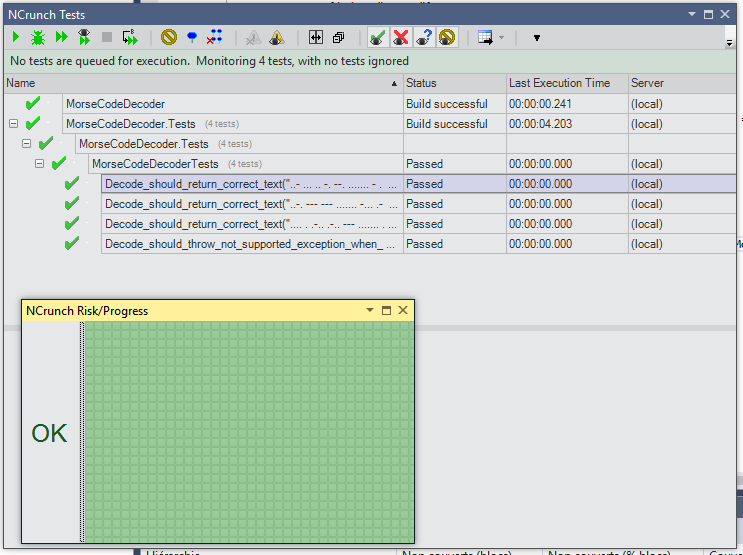 NCrunch Tests
No tests are queued for execution. Monitoring 4 tests, with no tests ignored
Name Status Last Execution Time Server
MorseCodeDecoder Build successful 00:00:00.241 (local)
MorseCodeDecoder.Tests (4 tests) Build successful 00:00:04.203 (local)
MorseCodeDecoder.Tests (4 tests)
MorseCodeDecoderTests (4 tests) Passed 00:00:00.000 (local)
Decode_should_return_correct_text("..- ... .. -. --. ....... - . ... Passed 00:00:00.000 (local)
Decode_should_return_correct_text("..-. --- --- ....... -... .- ... Passed 00:00:00.000 (local)
Decode_should_return_correct_text(".... . .-.. .-.. --- ....... . ... Passed 00:00:00.000 (local)
Decode_should_throw_not_supported_exception_when_ ... Passed 00:00:00.000 (local)
NCrunch Risk/Progress
OK
Hiérarchie Non couverts (blocs) Non couverts (% blocs)